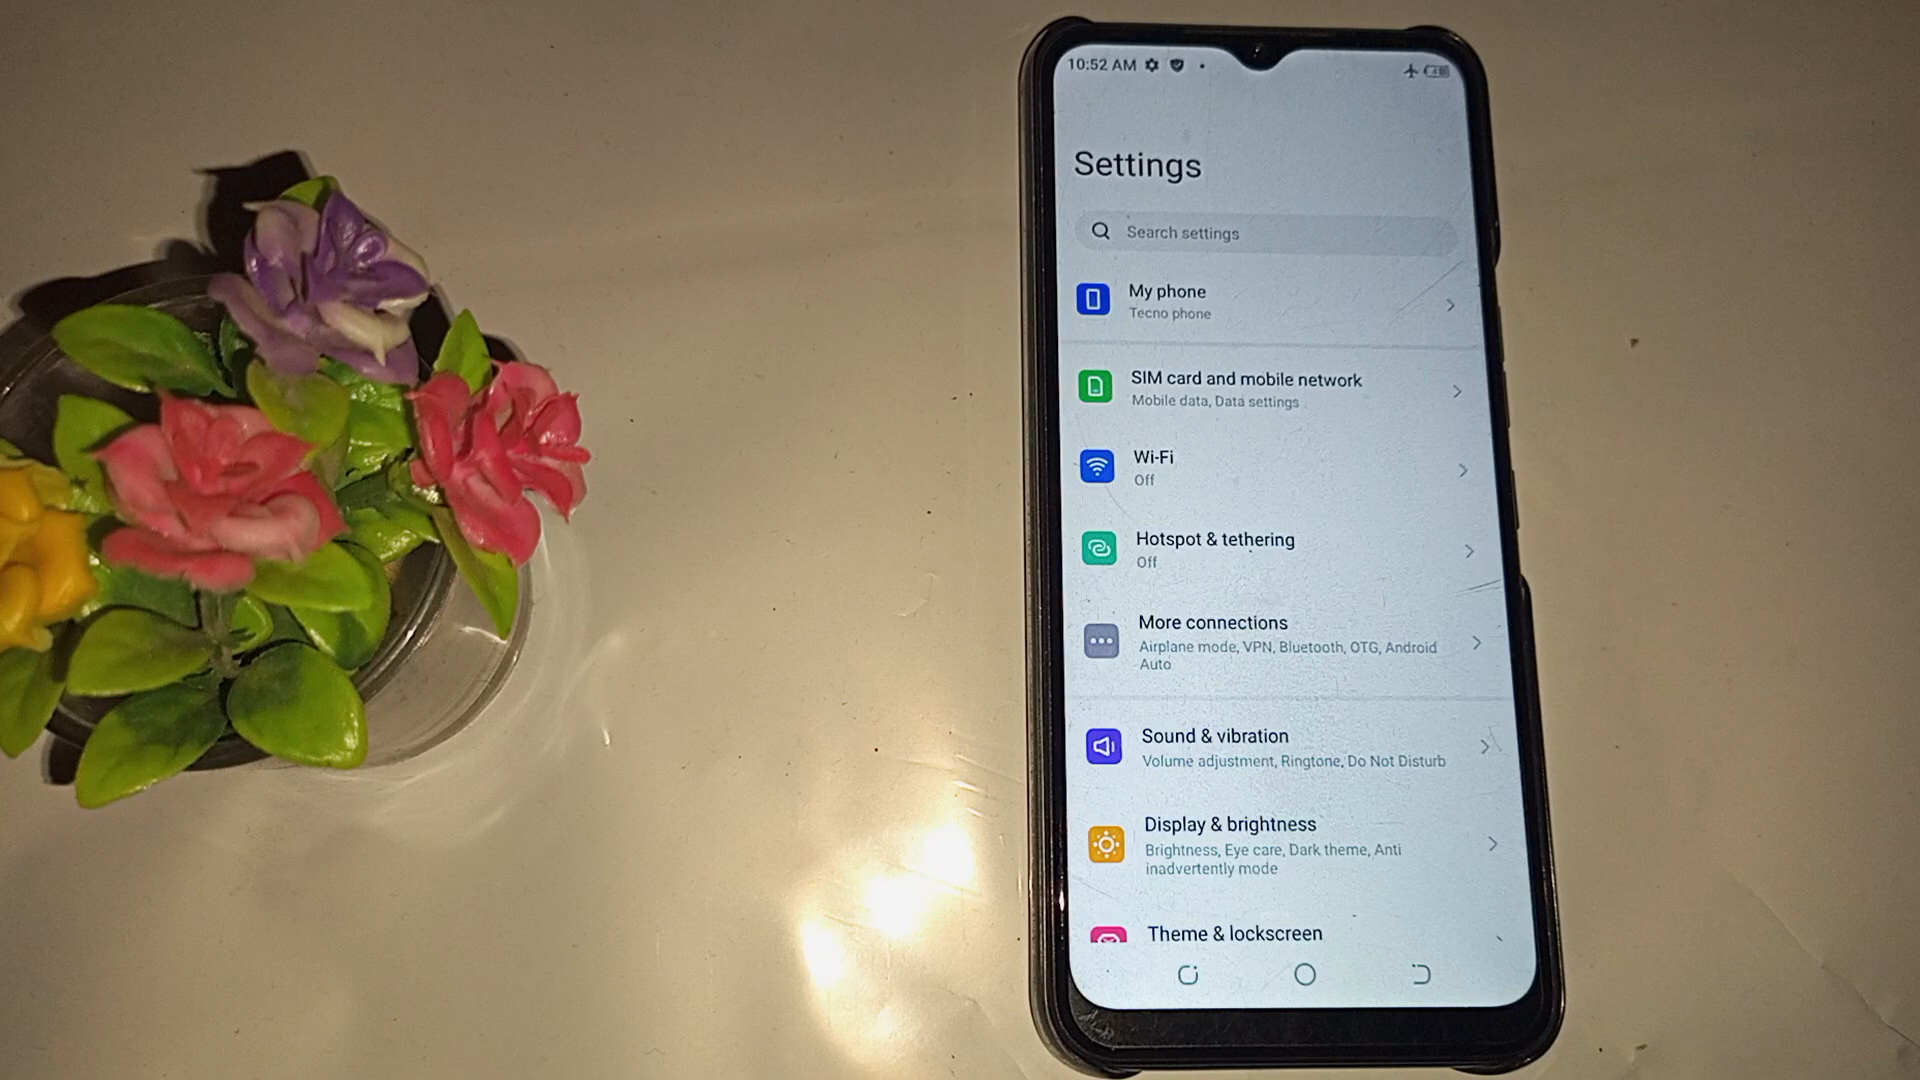 10:52 AM
Settings
Search settings
My phone
Tecno phone
SIM card and mobile network
Mobile data, Data settings
Wi-Fi
Off
Hotspot & tethering
Off
More connections
Airplane mode, VPN, Bluetooth, OTG, Android
Auto
Sound & vibration
Volume adjustment, Ringtone, Do Not Disturb
Display & brightness
Brightness, Eye care, Dark theme, Anti
inadvertently mode
Theme & lockscreen